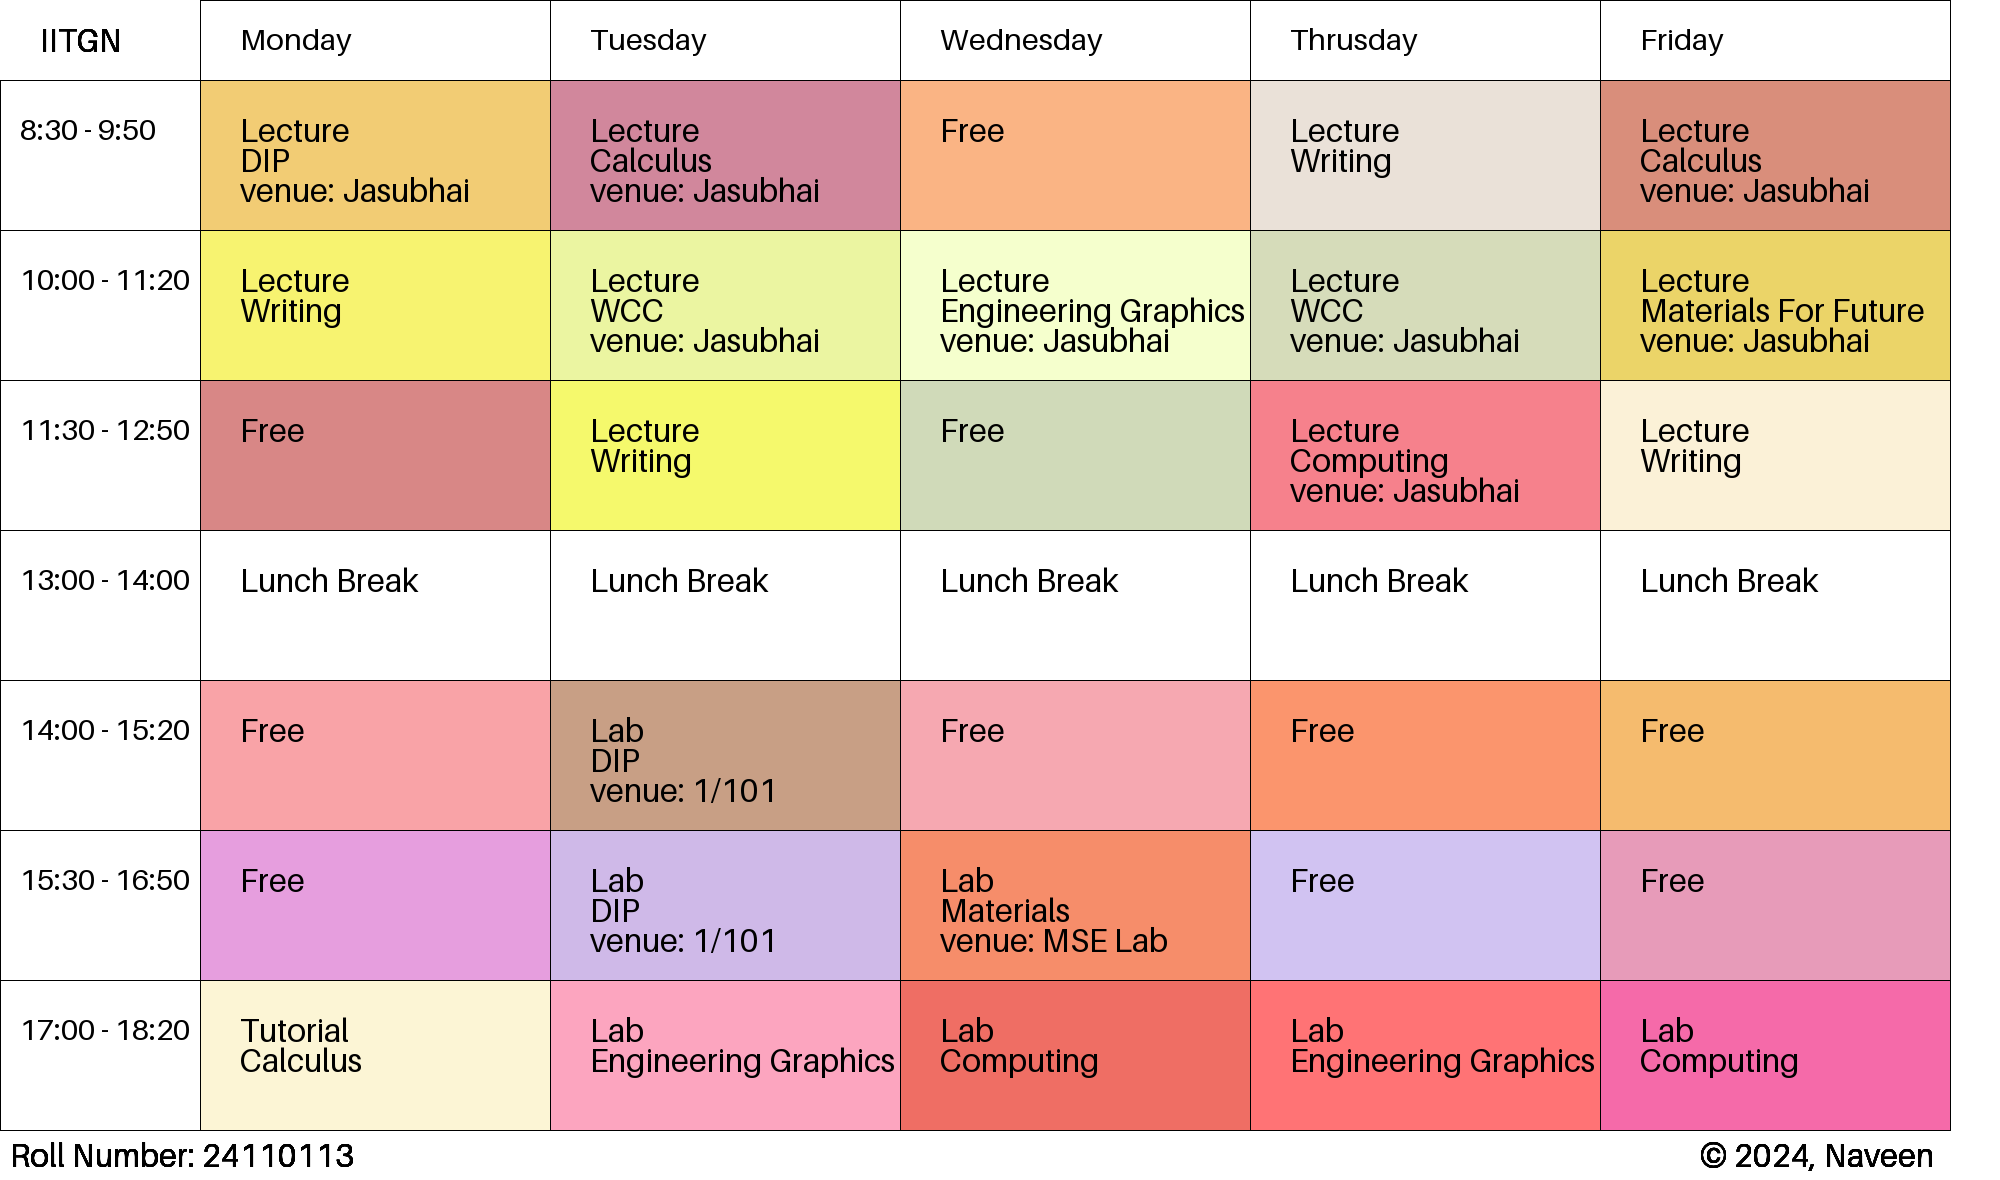 IITGN Monday Tuesday Wednesday Thrusday Friday
8:30 - 9:50
Lecture
DIP
venue: Jasubhai
Lecture
Calculus
venue: Jasubhai
Free
Lecture
Writing
Lecture
Calculus
venue: Jasubhai
10:00 - 11:20
Lecture
Writing
Lecture
WCC
venue: Jasubhai
Lecture
Engineering Graphics
venue: Jasubhai
Lecture
WCC
venue: Jasubhai
Lecture
Materials For Future
venue: Jasubhai
11:30 - 12:50
Free
Lecture
Writing
Free
Lecture
Computing
venue: Jasubhai
Lecture
Writing
13:00 - 14:00
Lunch Break
Lunch Break
Lunch Break
Lunch Break
Lunch Break
14:00 - 15:20
Free
Lab
DIP
venue: 1/101
Free
Free
Free
15:30 - 16:50
Free
Lab
DIP
venue: 1/101
Lab
Materials
venue: MSE Lab
Free
Free
17:00 - 18:20
Tutorial
Calculus
Lab
Engineering Graphics
Lab
Computing
Lab
Engineering Graphics
Lab
Computing
Roll Number: 24110113
© 2024, Naveen